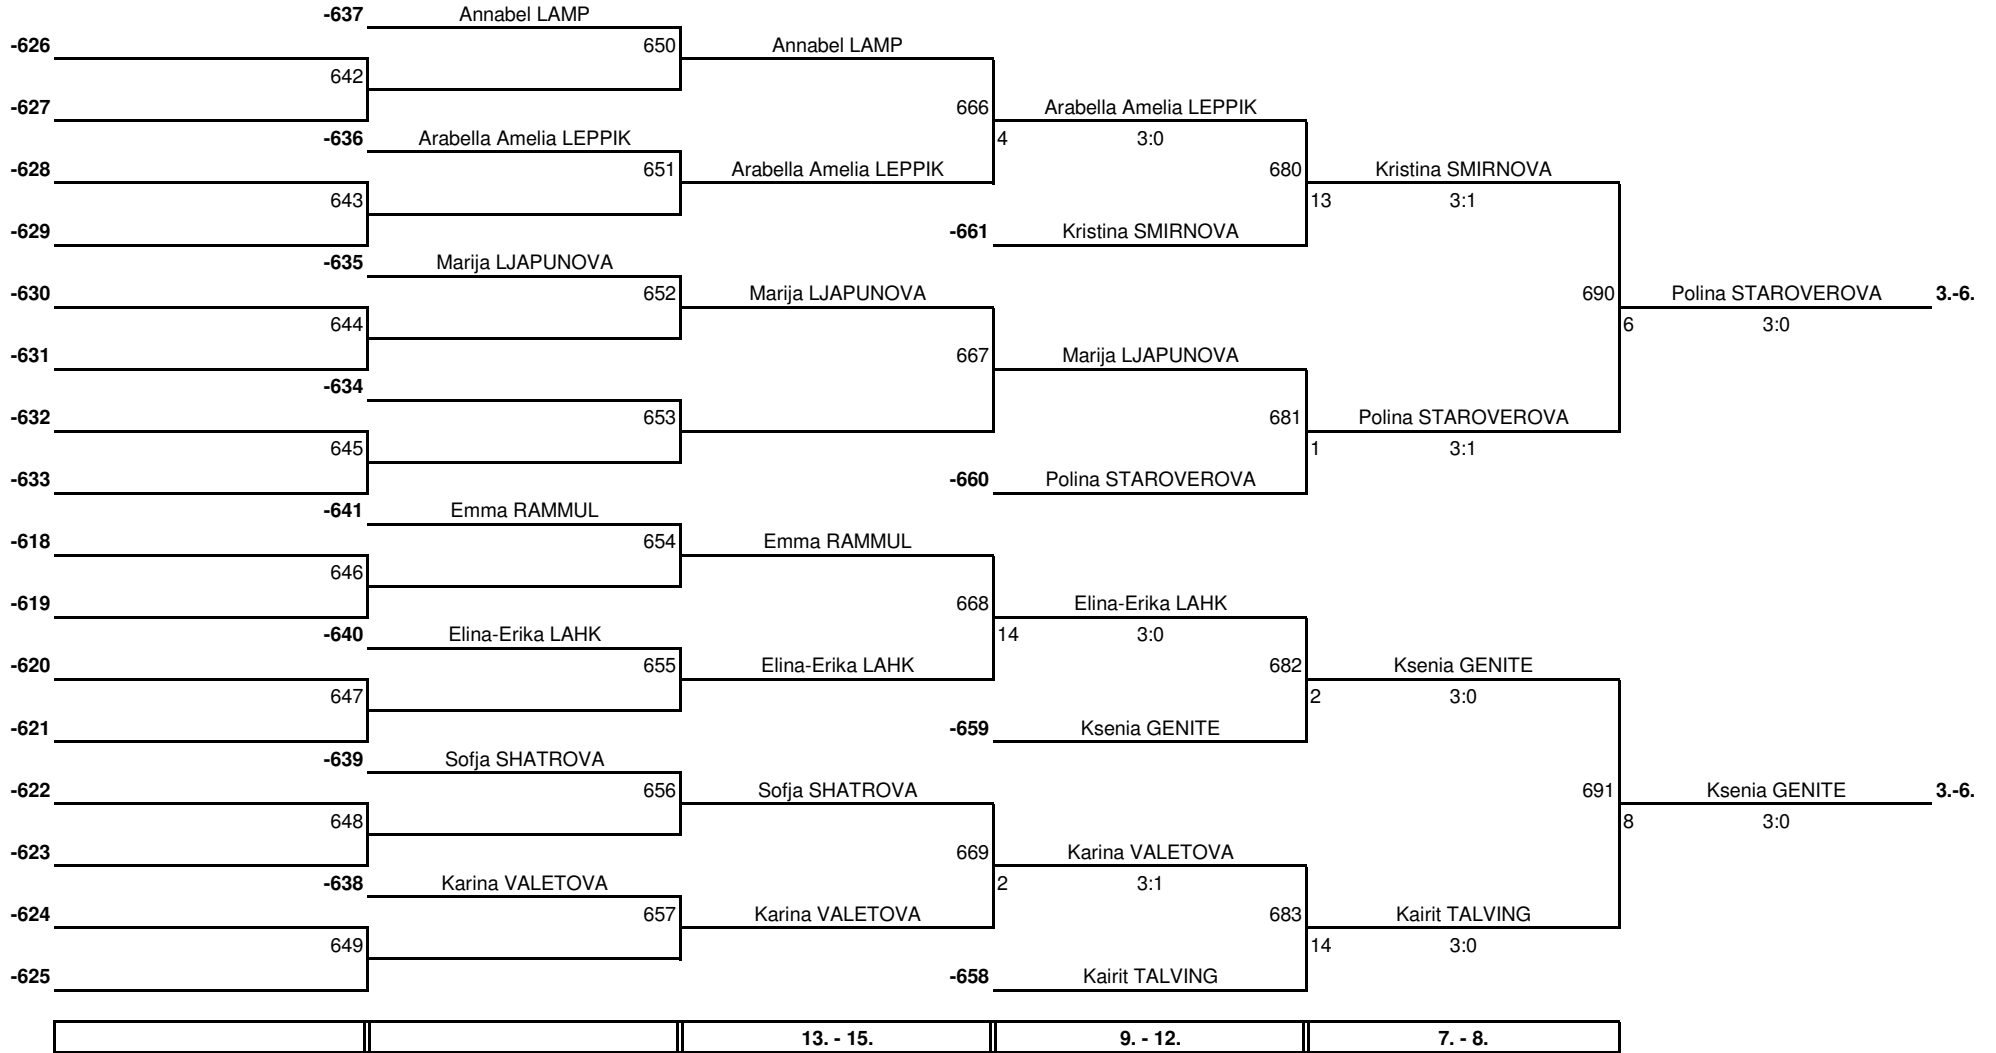 -637 Annabel LAMP
-626 650 Annabel LAMP
642
-627 666 Arabella Amelia LEPPIK
-636 Arabella Amelia LEPPIK 4 3:0
-628 651 Arabella Amelia LEPPIK 680 Kristina SMIRNOVA
643 13 3:1
-629 -661 Kristina SMIRNOVA
-635 Marija LJAPUNOVA
-630 652 Marija LJAPUNOVA 690 Polina STAROVEROVA 3.-6.
644 6 3:0
-631 667 Marija LJAPUNOVA
-634
-632 653 681 Polina STAROVEROVA
645 1 3:1
-633 -660 Polina STAROVEROVA
-641 Emma RAMMUL
-618 654 Emma RAMMUL
646
-619 668 Elina-Erika LAHK
-640 Elina-Erika LAHK 14 3:0
-620 655 Elina-Erika LAHK 682 Ksenia GENITE
647 2 3:0
-621 -659 Ksenia GENITE
-639 Sofja SHATROVA
-622 656 Sofja SHATROVA 691 Ksenia GENITE 3.-6.
648 8 3:0
-623 669 Karina VALETOVA
-638 Karina VALETOVA 2 3:1
-624 657 Karina VALETOVA 683 Kairit TALVING
649 14 3:0
-625 -658 Kairit TALVING
13. - 15. 9. - 12. 7. - 8.